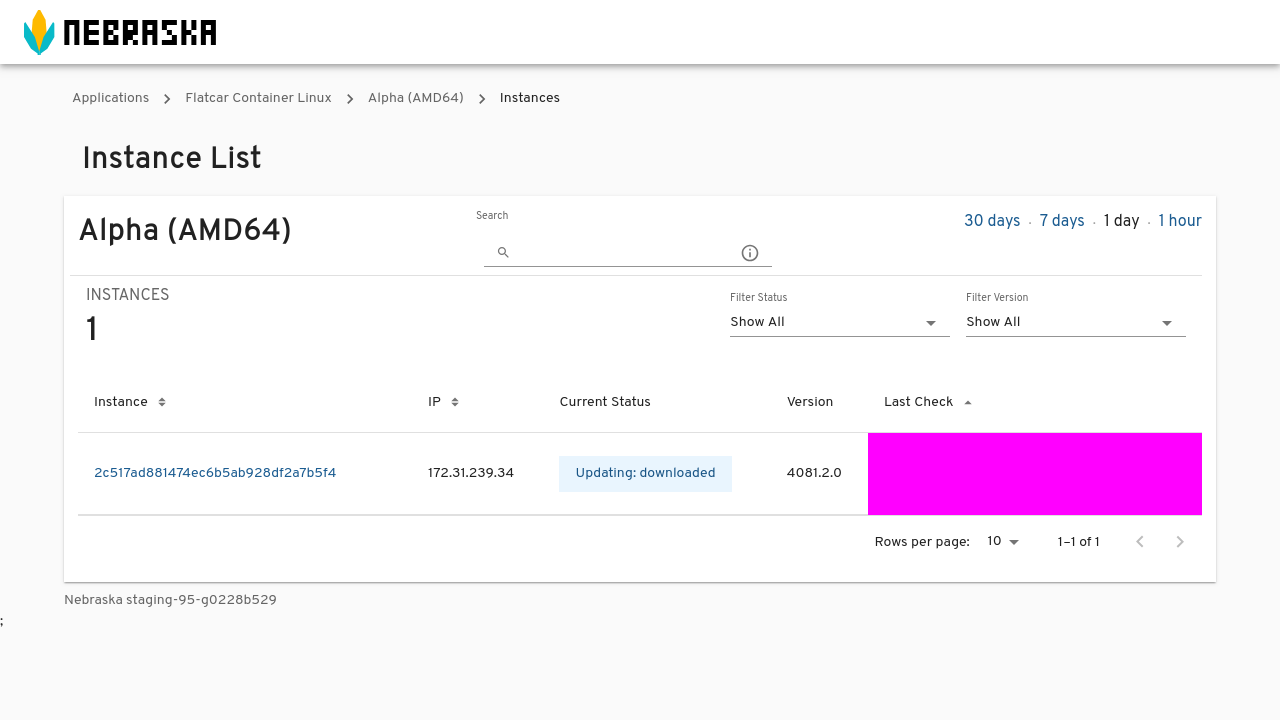 NEBRASKA
Applications > Flatcar Container Linux > Alpha (AMD64) > Instances
Instance List
Alpha (AMD64)
Search
30 days · 7 days · 1 day · 1 hour
INSTANCES
1
Filter Status
Show All
Filter Version
Show All
Instance IP Current Status Version Last Check
2c517ad881474ec6b5ab928df2a7b5f4 172.31.239.34 Updating: downloaded 4081.2.0
Rows per page: 10 1–1 of 1
Nebraska staging-95-g0228b529
;